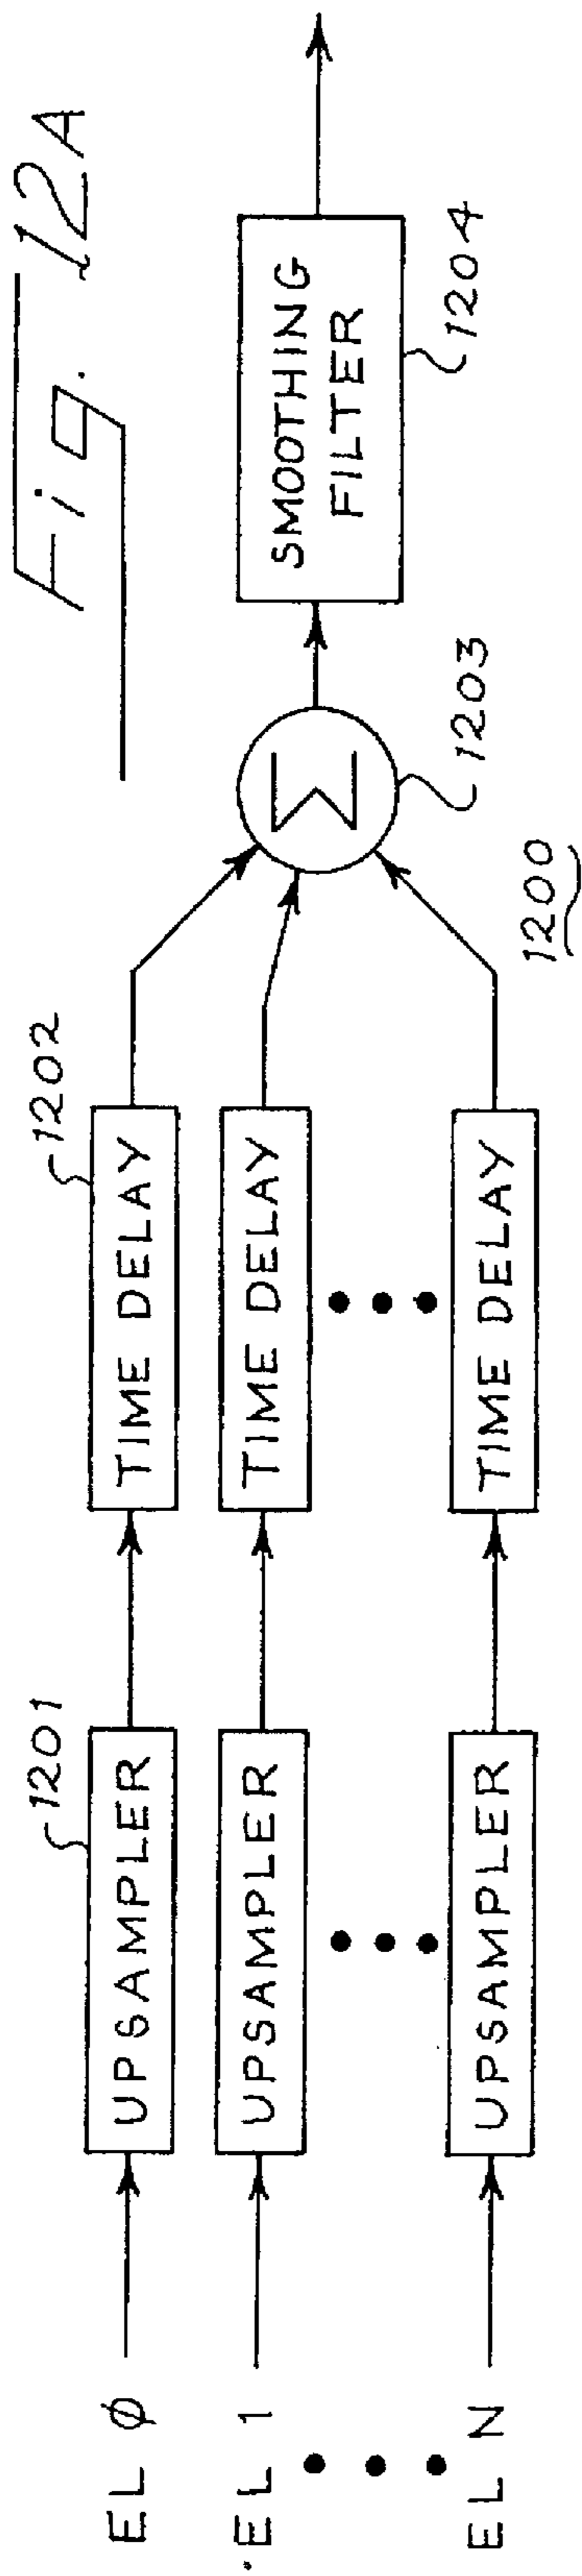 Fig. 12A
EL Ø
UPSAMPLER
1201
TIME DELAY
1202
EL 1
UPSAMPLER
TIME DELAY
EL N
UPSAMPLER
TIME DELAY
Σ
1203
SMOOTHING
FILTER
1204
1200